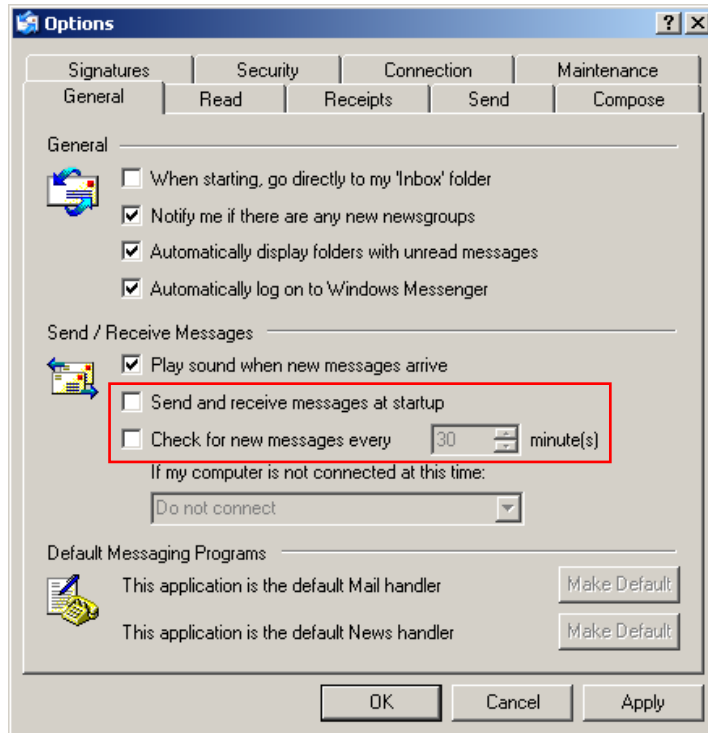 Options
Signatures Security Connection Maintenance
General Read Receipts Send Compose
General
When starting, go directly to my 'Inbox' folder
Notify me if there are any new newsgroups
Automatically display folders with unread messages
Automatically log on to Windows Messenger
Send / Receive Messages
Play sound when new messages arrive
Send and receive messages at startup
Check for new messages every 30 minute(s)
If my computer is not connected at this time:
Do not connect
Default Messaging Programs
This application is the default Mail handler Make Default
This application is the default News handler Make Default
OK Cancel Apply